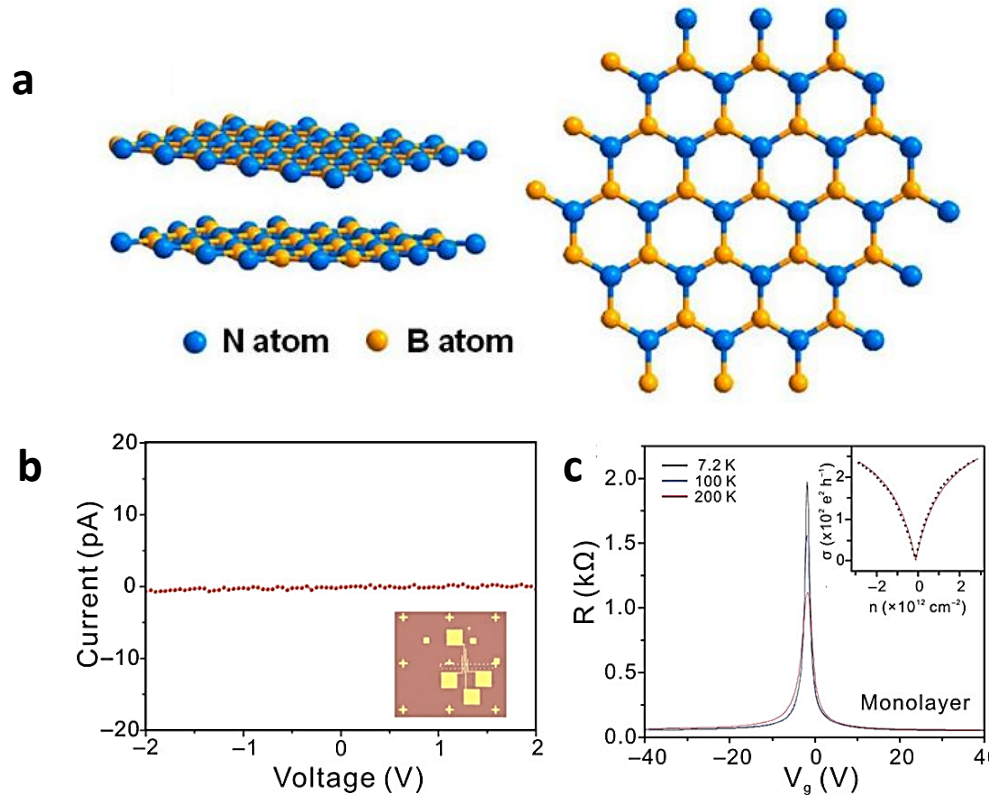 a
N atom B atom
b
Current (pA)
20
10
0
–10
–20
–2 –1 0 1 2
Voltage (V)
c
R (kΩ)
2.0
1.5
1.0
0.5
0.0
7.2 K
100 K
200 K
σ (×10² e² h⁻¹)
2
1
0
–2 0 2
n (×10¹² cm⁻²)
Monolayer
–40 –20 0 20
Vg (V)